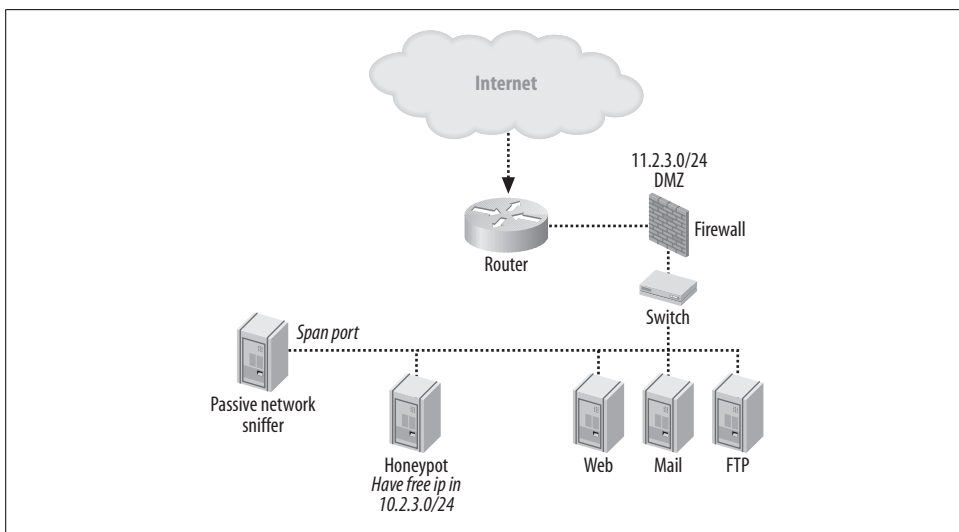 Internet
11.2.3.0/24
DMZ
Firewall
Router
Switch
Span port
Passive network
sniffer
Honeypot
Have free ip in
10.2.3.0/24
Web
Mail
FTP